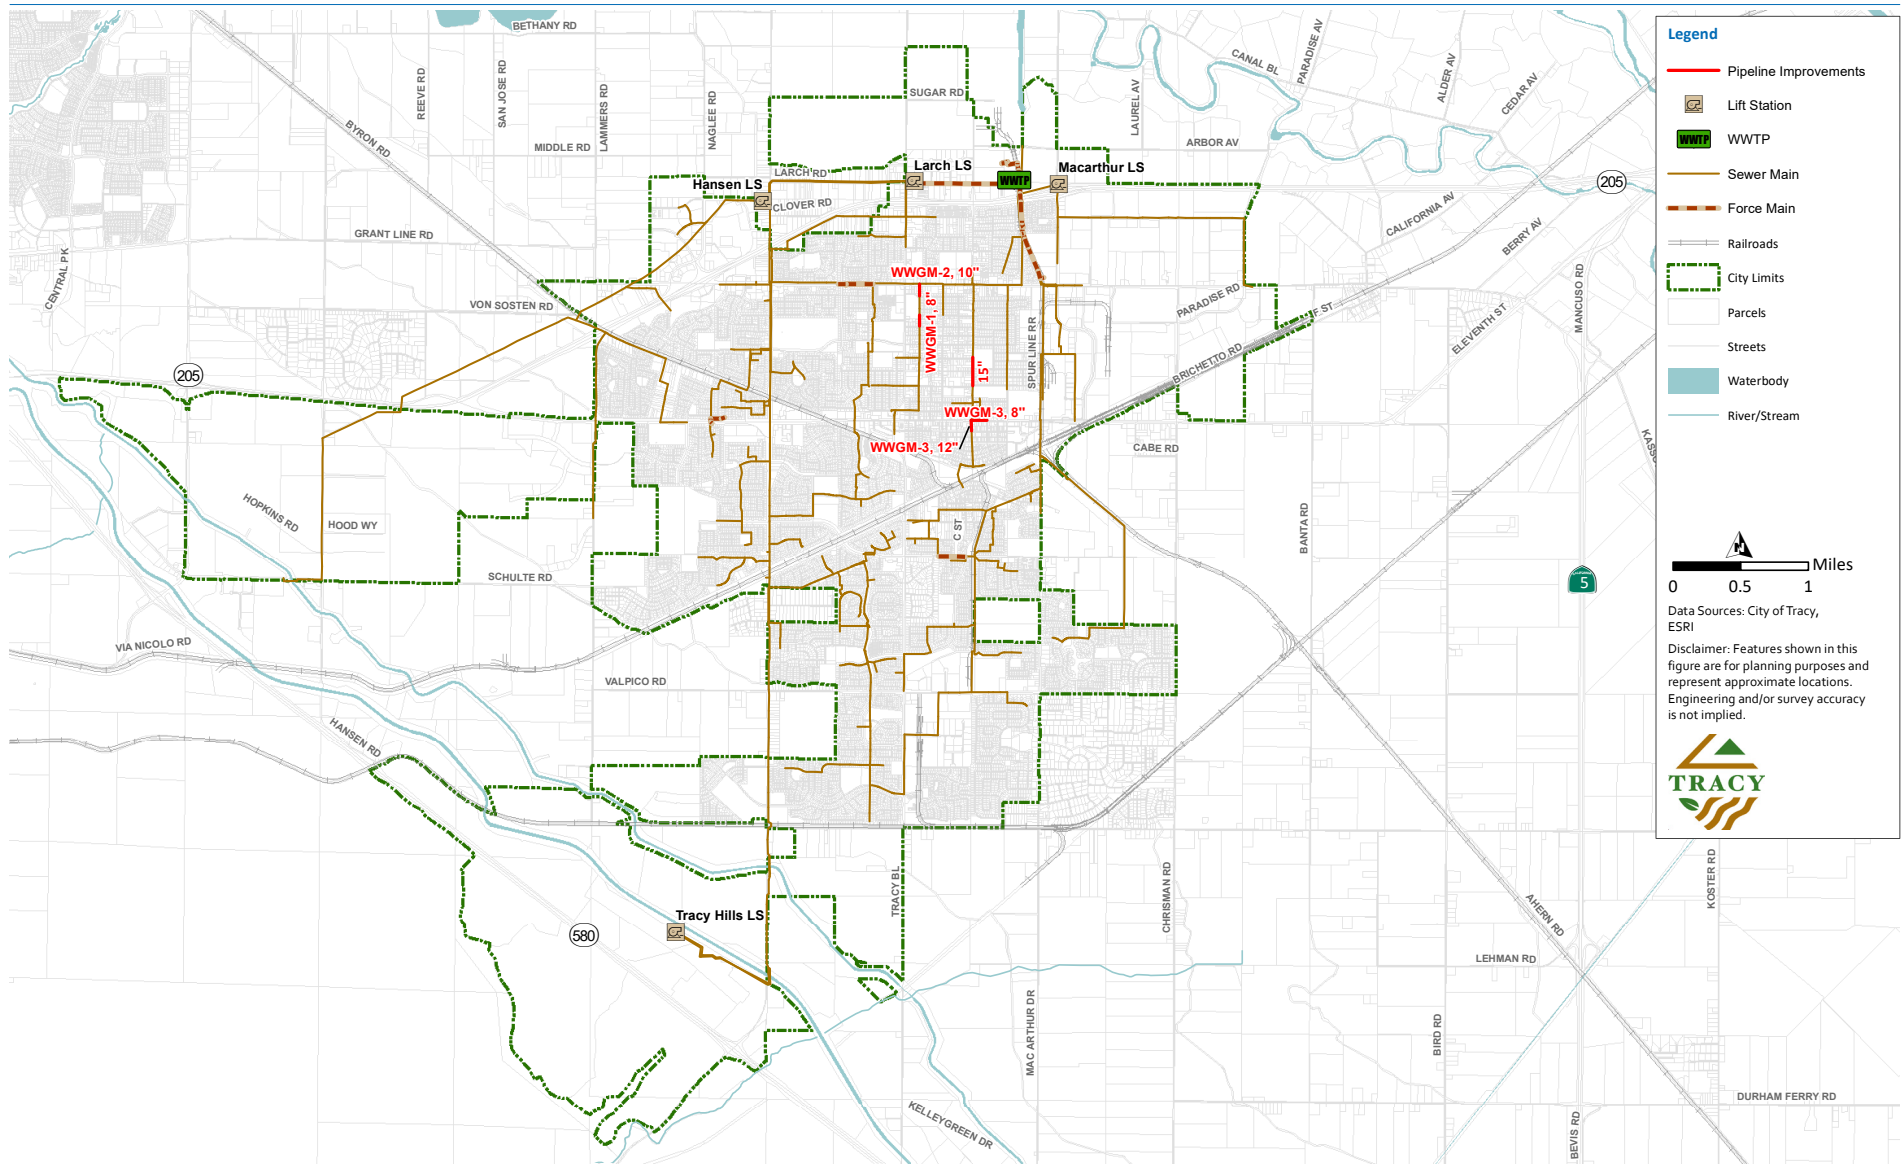 BETHANY RD
REEVE RD
SAN JOSE RD
LAMMERS RD
NAGLEE RD
BYRON RD
MIDDLE RD
SUGAR RD
LAUREL AV
CANAL BL
PARADISE AV
ALDER AV
CEDAR AV
ARBOR AV
LARCH RD
Larch LS
WWTP
Macarthur LS
Hansen LS
CLOVER RD
205
GRANT LINE RD
CALIFORNIA AV
BERRY AV
CENTRAL PK
VON SOSTEN RD
WWGM-2, 10"
WWGM-1, 8"
15"
SPUR LINE RR
PARADISE RD
F ST
BRICHETTO RD
ELEVENTH ST
MANCUSO RD
205
WWGM-3, 8"
WWGM-3, 12"
CABE RD
HOPKINS RD
HOOD WY
C ST
BANTA RD
SCHULTE RD
5
VIA NICOLO RD
VALPICO RD
HANSEN RD
TRACY BL
CHRISMAN RD
KOSTER RD
AHERN RD
Tracy Hills LS
580
LEHMAN RD
MAC ARTHUR DR
BIRD RD
KELLEYGREEN DR
BEVIS RD
DURHAM FERRY RD
Legend
Pipeline Improvements
Lift Station
WWTP WWTP
Sewer Main
Force Main
Railroads
City Limits
Parcels
Streets
Waterbody
River/Stream
N
Miles
0 0.5 1
Data Sources: City of Tracy,
ESRI
Disclaimer: Features shown in this
figure are for planning purposes and
represent approximate locations.
Engineering and/or survey accuracy
is not implied.
TRACY